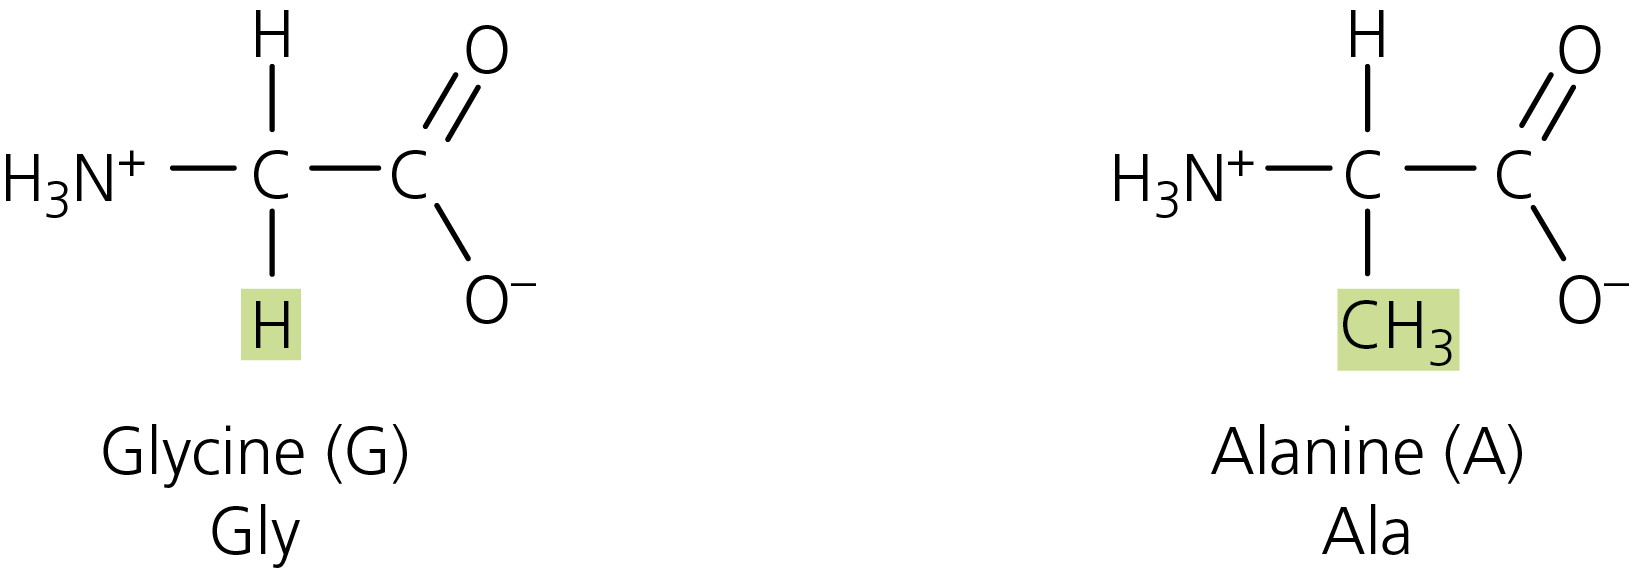 H O
H₃N⁺ C C
H O⁻
Glycine (G)
Gly
H O
H₃N⁺ C C
CH₃ O⁻
Alanine (A)
Ala